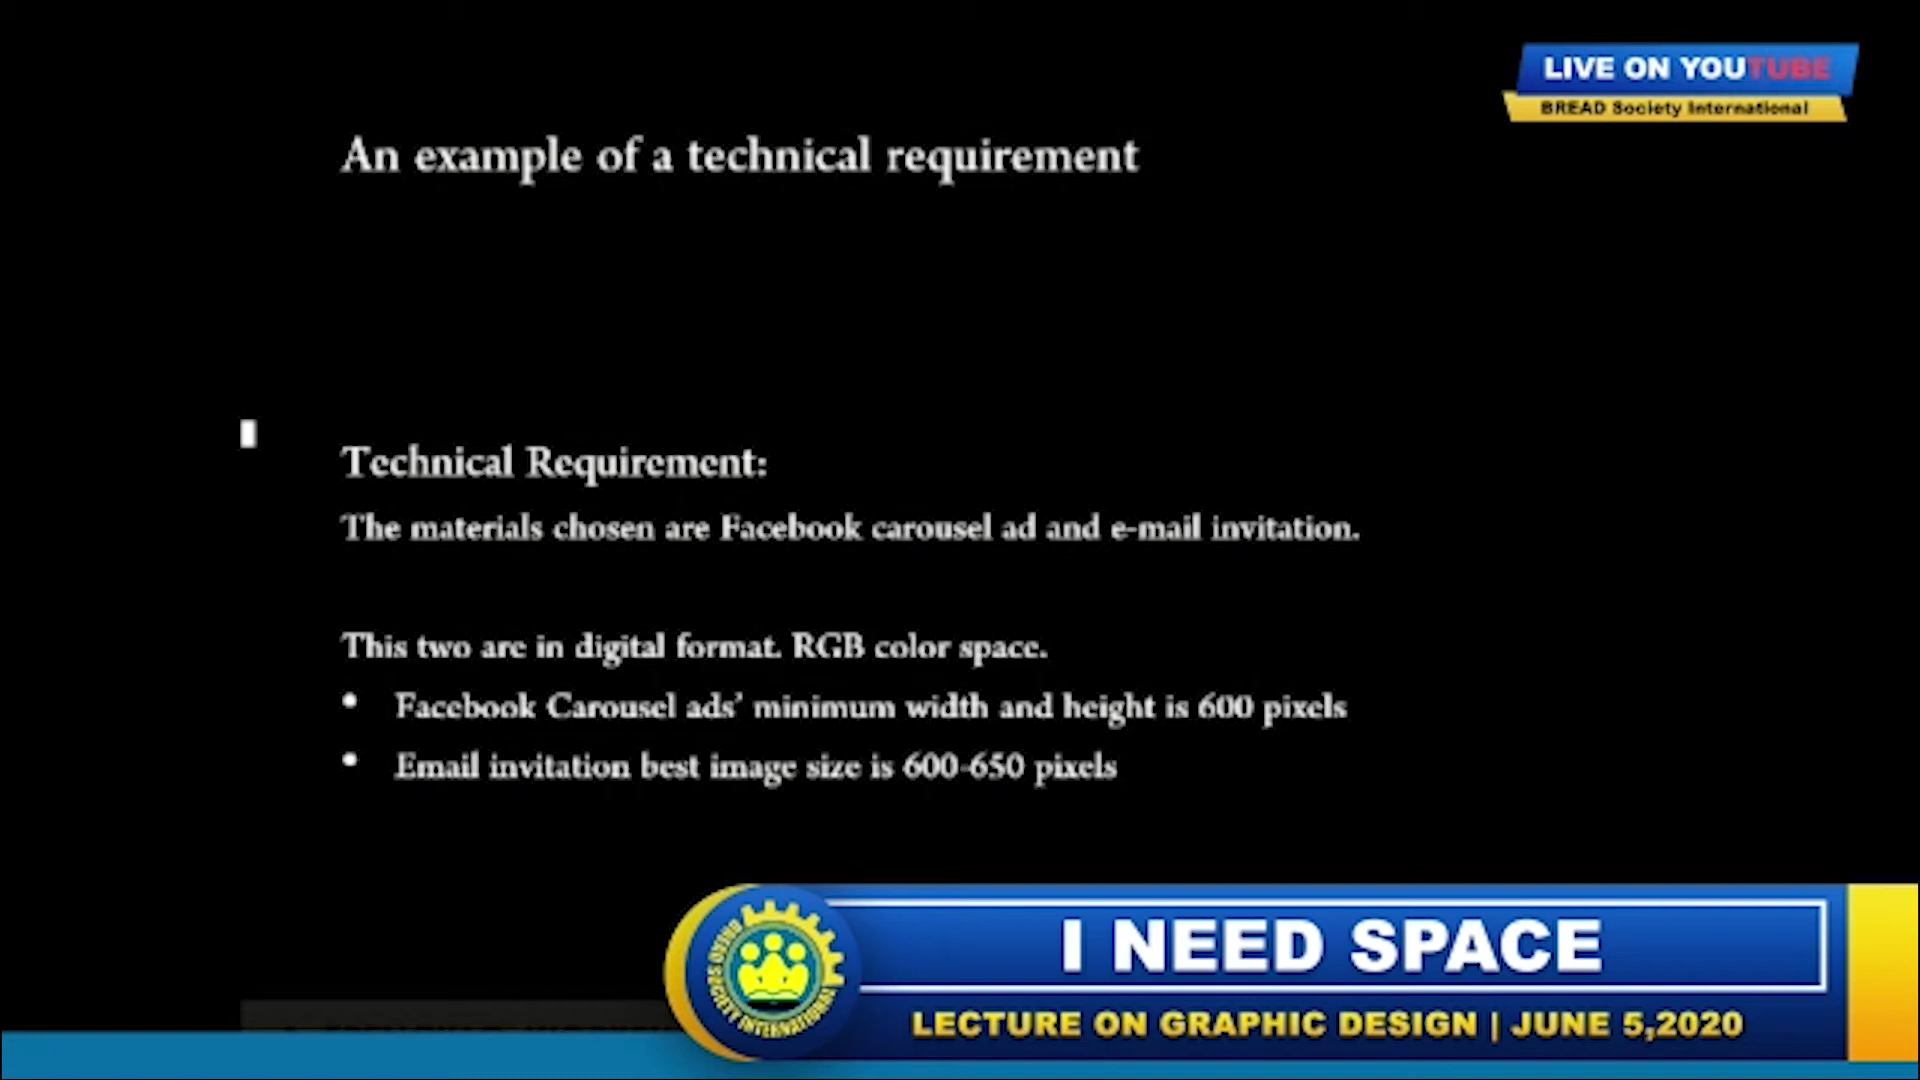 LIVE ON YOUTUBE
BREAD Society International
An example of a technical requirement
Technical Requirement:
The materials chosen are Facebook carousel ad and e-mail invitation.
This two are in digital format. RGB color space.
• Facebook Carousel ads’ minimum width and height is 600 pixels
• Email invitation best image size is 600-650 pixels
BREAD SOCIETY INTERNATIONAL
I NEED SPACE
LECTURE ON GRAPHIC DESIGN | JUNE 5,2020